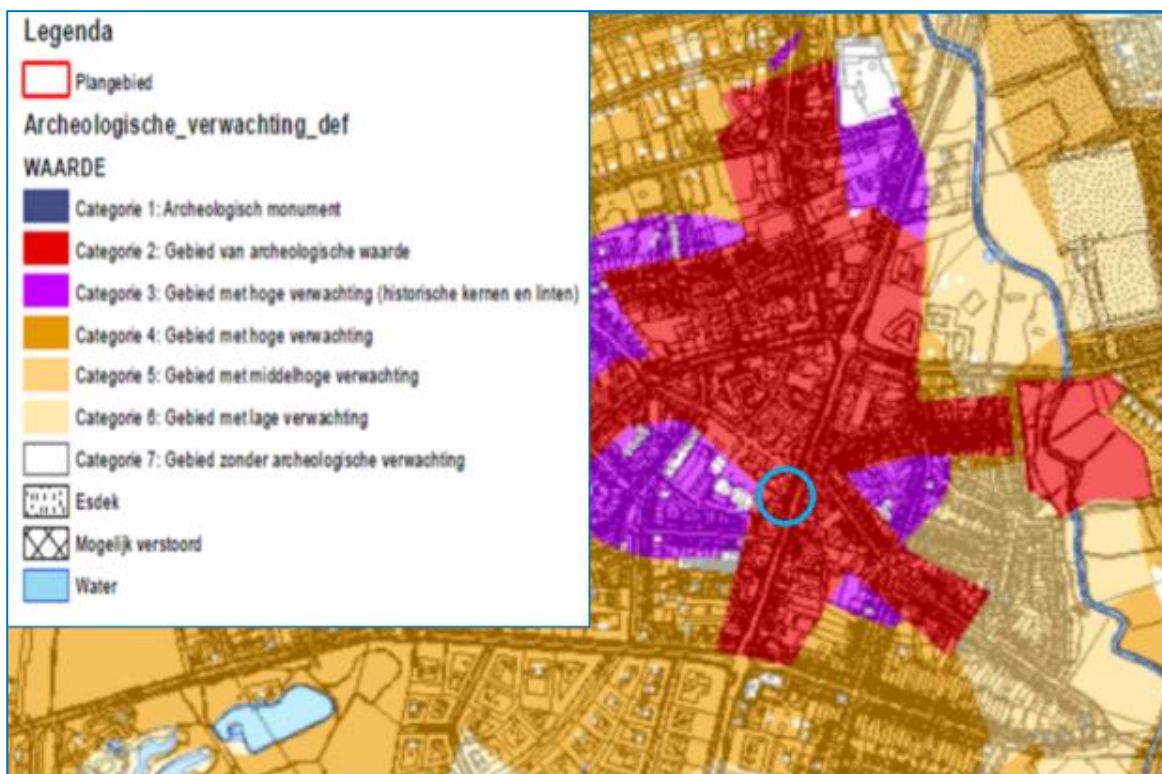 Legenda
Plangebied
Archeologische_verwachting_def
WAARDE
Categorie 1: Archeologisch monument
Categorie 2: Gebied van archeologische waarde
Categorie 3: Gebied met hoge verwachting (historische kernen en linten)
Categorie 4: Gebied met hoge verwachting
Categorie 5: Gebied met middelhoge verwachting
Categorie 6: Gebied met lage verwachting
Categorie 7: Gebied zonder archeologische verwachting
Esdek
Mogelijk verstoord
Water